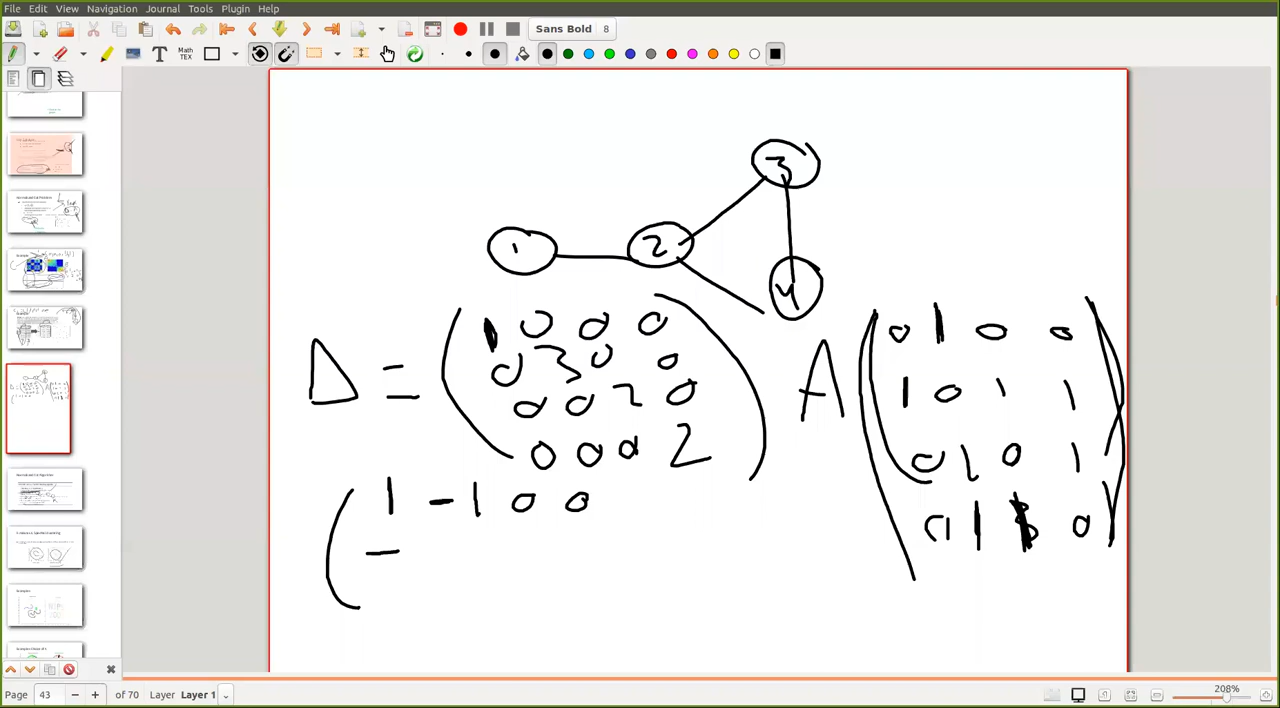 File Edit View Navigation Journal Tools Plugin Help
Sans Bold 8
T Math TEX
3
1 2
4
D = ( 1 0 0 0 A ( 0 1 0 0 )
0 3 0 0 1 0 1 1
0 0 2 0 0 1 0 1
0 0 0 2 ) 0 1 1 0
( 1 -1 0 0
-
Page 43 of 70 Layer Layer 1 208%